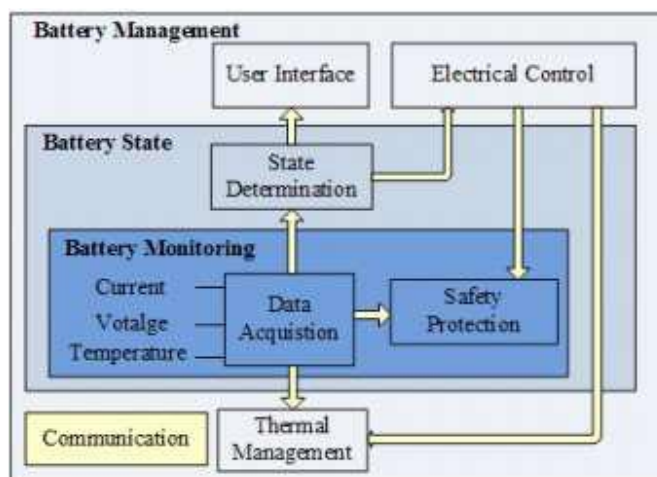 Battery Management
User Interface
Electrical Control
Battery State
State
Determination
Battery Monitoring
Current
Votalge
Temperature
Data
Acquistion
Safety
Protection
Communication
Thermal
Management